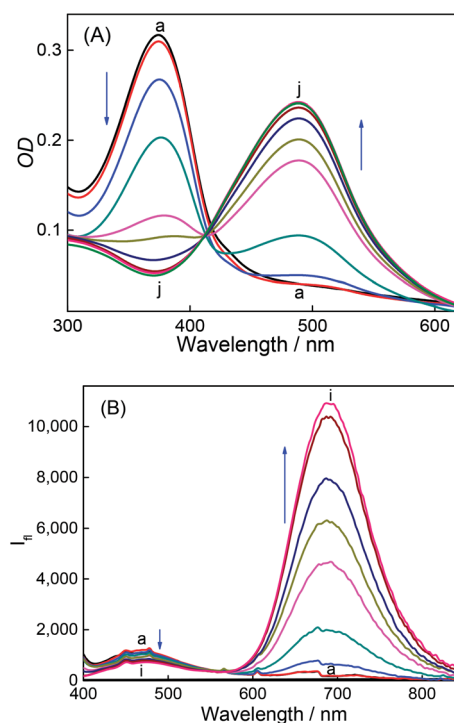 (A)
a
j
0.3
0.2
0.1
OD
j
a
300
400
500
600
Wavelength / nm
(B)
i
10,000
8,000
6,000
4,000
2,000
0
Ifl
a
i
a
400
500
600
700
800
Wavelength / nm